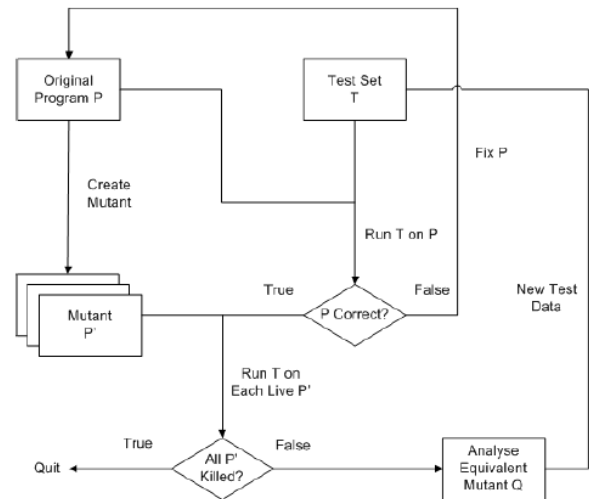 Original
Program P
Test Set
T
Fix P
Create
Mutant
Run T on P
True
False
New Test
Data
Mutant
P'
P Correct?
Run T on
Each Live P'
True
False
Quit
All P'
Killed?
Analyse
Equivalent
Mutant Q